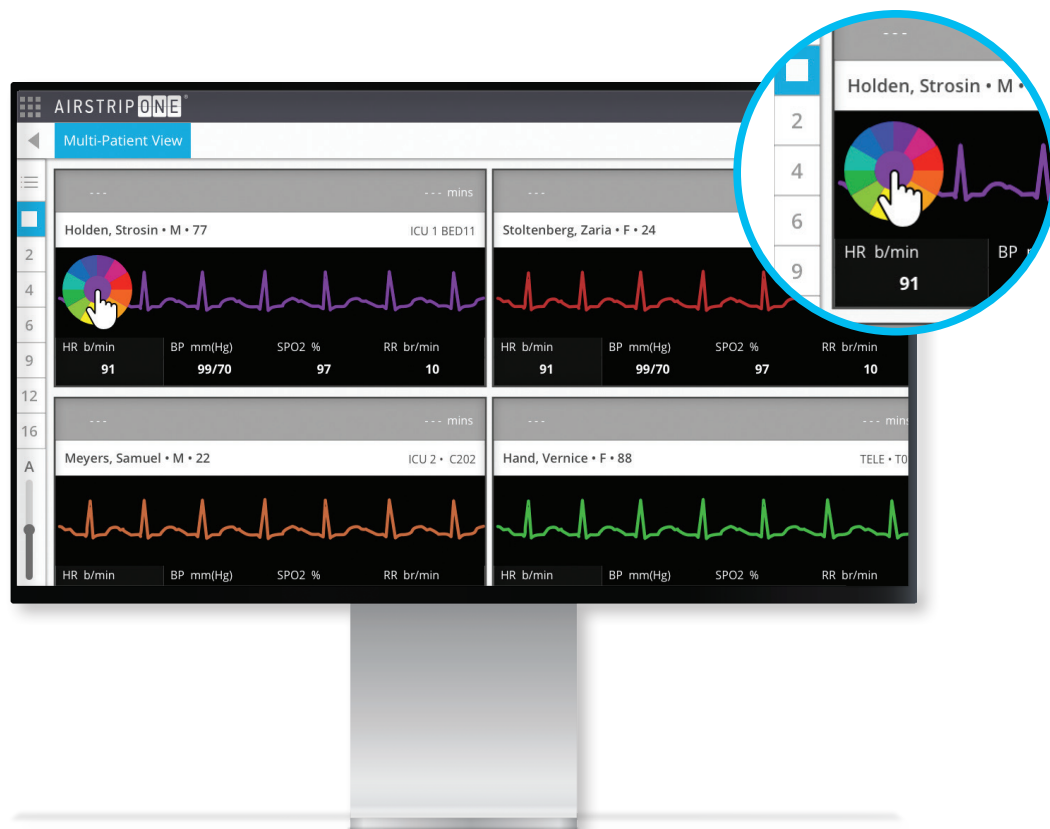 AIRSTRIP ONE®
Multi-Patient View
2
4
6
9
12
16
A
--- --- mins
Holden, Strosin • M • 77 ICU 1 BED11
HR b/min BP mm(Hg) SPO2 % RR br/min
91 99/70 97 10
---
Stoltenberg, Zaria • F • 24
HR b/min BP mm(Hg) SPO2 % RR br/min
91 99/70 97 10
--- --- mins
Meyers, Samuel • M • 22 ICU 2 • C202
HR b/min BP mm(Hg) SPO2 % RR br/min
--- --- mins
Hand, Vernice • F • 88 TELE • T0
HR b/min BP mm(Hg) SPO2 % RR br/min
---
Holden, Strosin • M •
2
4
6
9
HR b/min BP
91